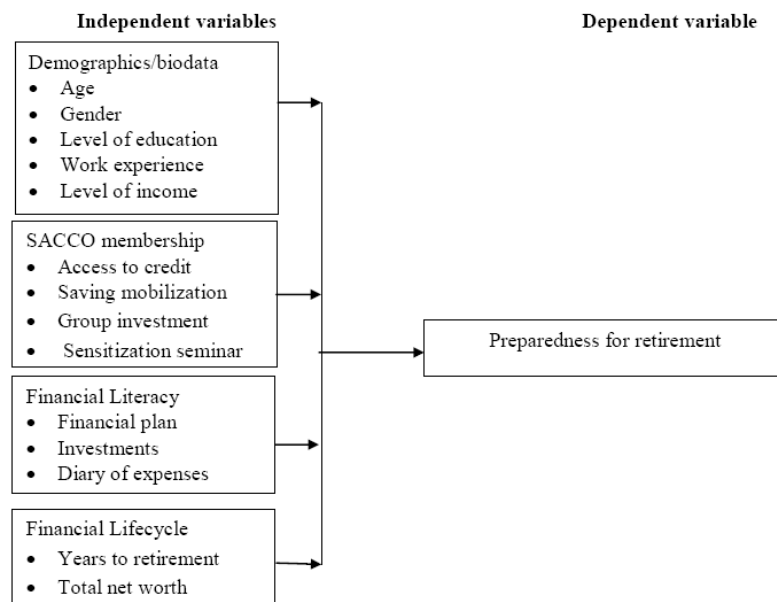 Independent variables
Dependent variable
Demographics/biodata
• Age
• Gender
• Level of education
• Work experience
• Level of income
SACCO membership
• Access to credit
• Saving mobilization
• Group investment
• Sensitization seminar
Financial Literacy
• Financial plan
• Investments
• Diary of expenses
Financial Lifecycle
• Years to retirement
• Total net worth
Preparedness for retirement